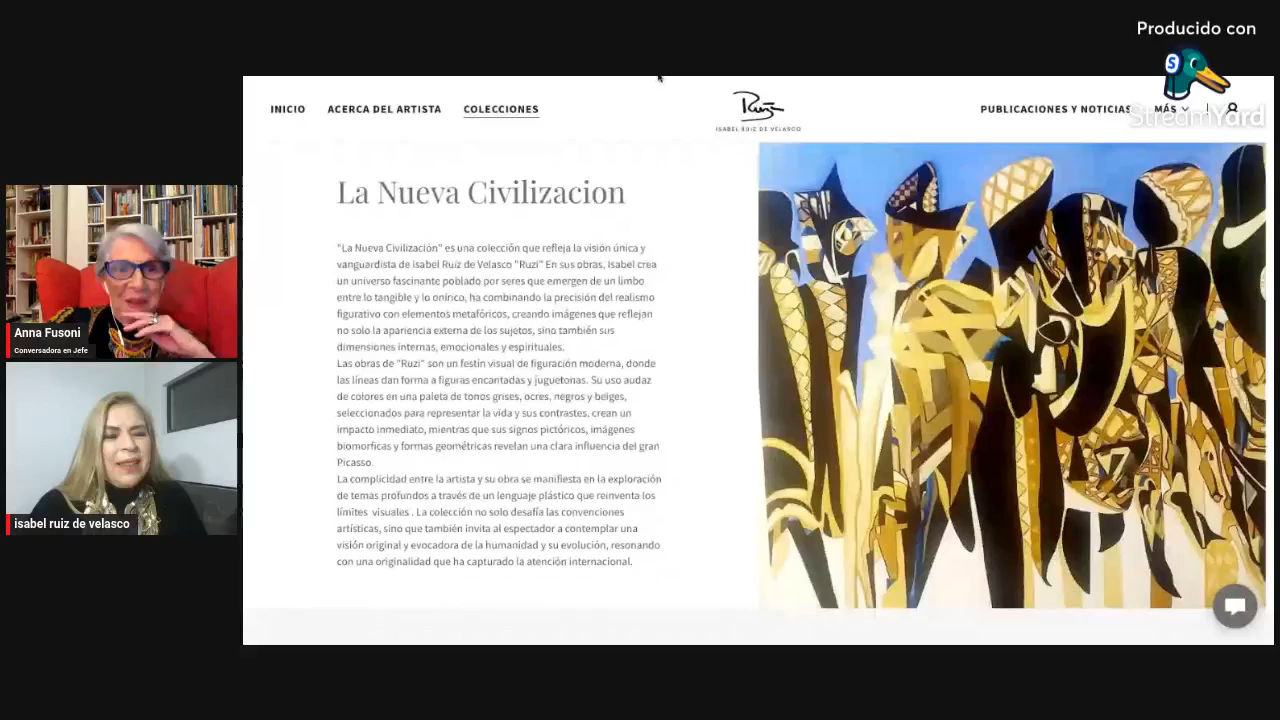 Producido con
StreamYard
INICIO
ACERCA DEL ARTISTA
COLECCIONES
Ruzi
ISABEL RUIZ DE VELASCO
PUBLICACIONES Y NOTICIAS
MÁS
La Nueva Civilizacion
"La Nueva Civilización" es una colección que refleja la visión única y
vanguardista de Isabel Ruiz de Velasco "Ruzi" En sus obras, Isabel crea
un universo fascinante poblado por seres que emergen de un limbo
entre lo tangible y lo onírico, ha combinando la precisión del realismo
figurativo con elementos metafóricos, creando imágenes que reflejan
no solo la apariencia externa de los sujetos, sino también sus
dimensiones internas, emocionales y espirituales.
Las obras de "Ruzi" son un festín visual de figuración moderna, donde
las líneas dan forma a figuras encantadas y juguetonas. Su uso audaz
de colores en una paleta de tonos grises, ocres, negros y beiges,
seleccionados para representar la vida y sus contrastes, crean un
impacto inmediato, mientras que sus signos pictóricos, imágenes
biomorficas y formas geométricas revelan una clara influencia del gran
Picasso.
La complicidad entre la artista y su obra se manifiesta en la exploración
de temas profundos a través de un lenguaje plástico que reinventa los
límites visuales . La colección no solo desafía las convenciones
artísticas, sino que también invita al espectador a contemplar una
visión original y evocadora de la humanidad y su evolución, resonando
con una originalidad que ha capturado la atención internacional.
Anna Fusoni
Conversadora en Jefe
isabel ruiz de velasco